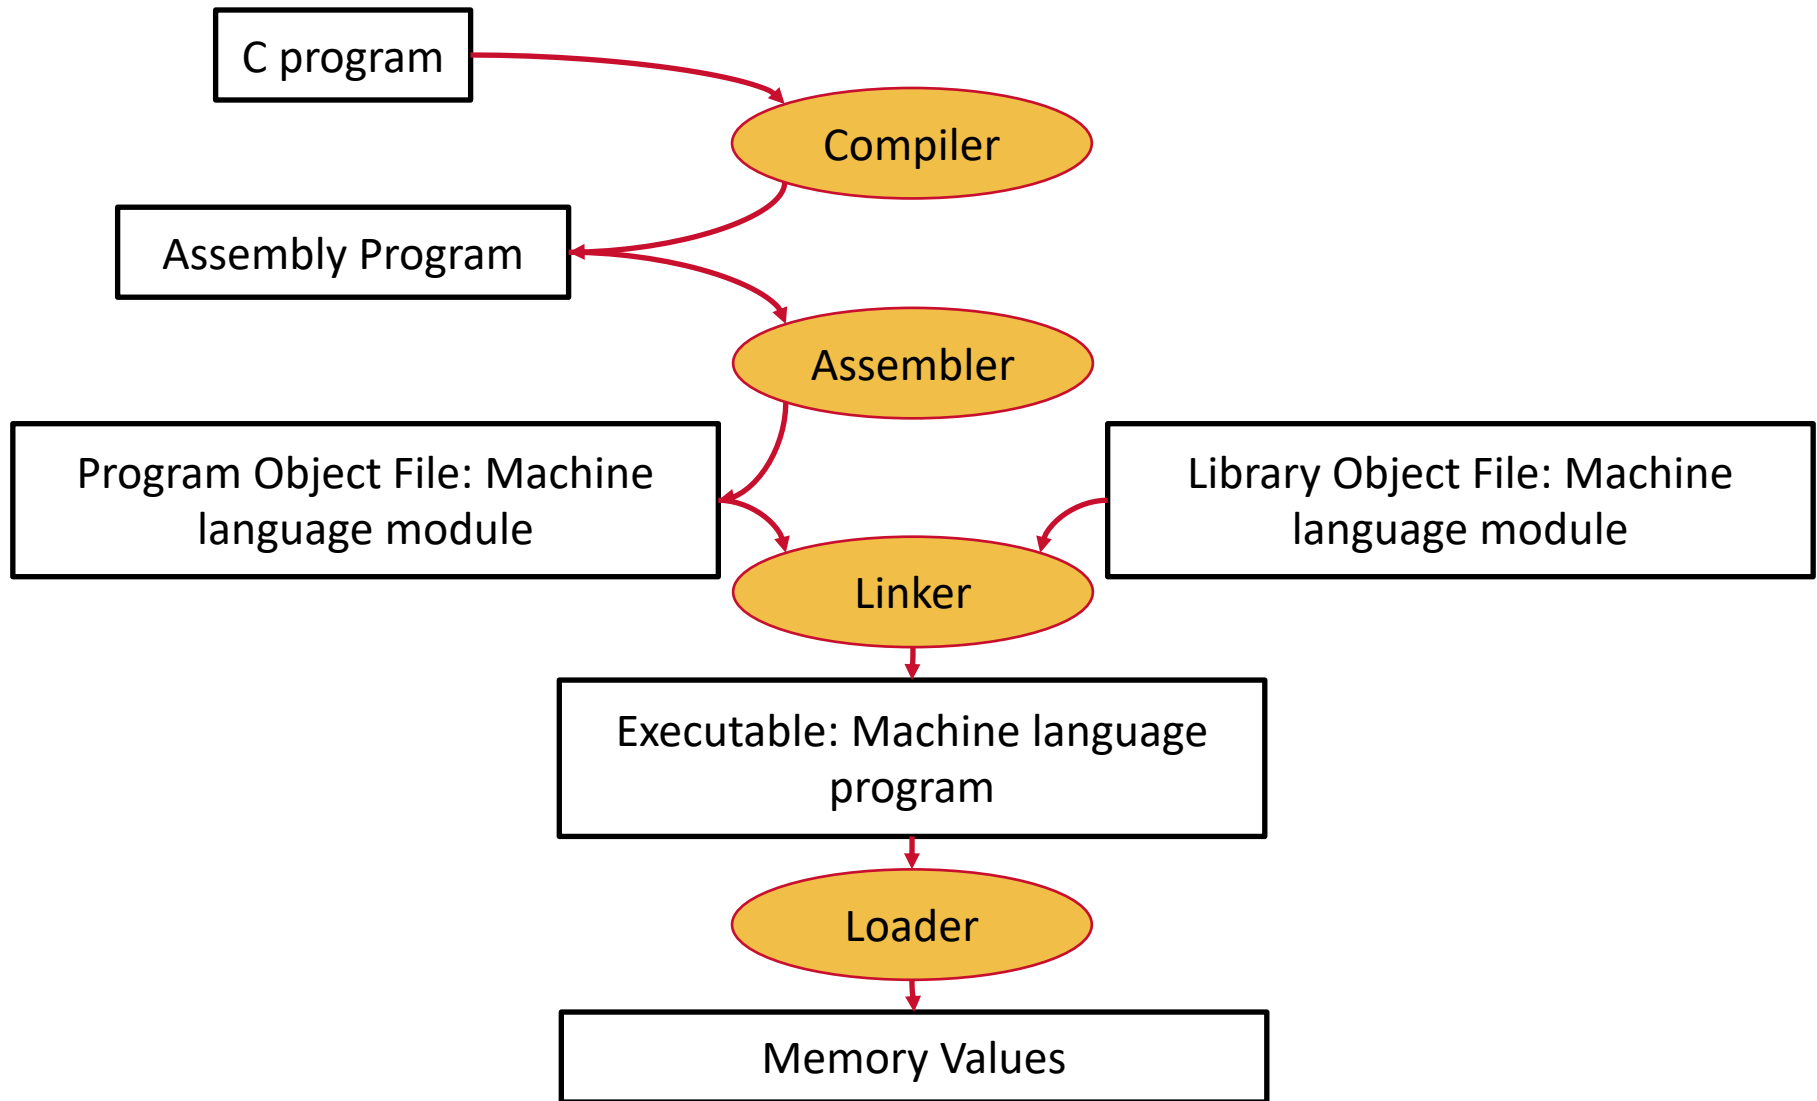 C program
Compiler
Assembly Program
Assembler
Program Object File: Machine
language module
Library Object File: Machine
language module
Linker
Executable: Machine language
program
Loader
Memory Values